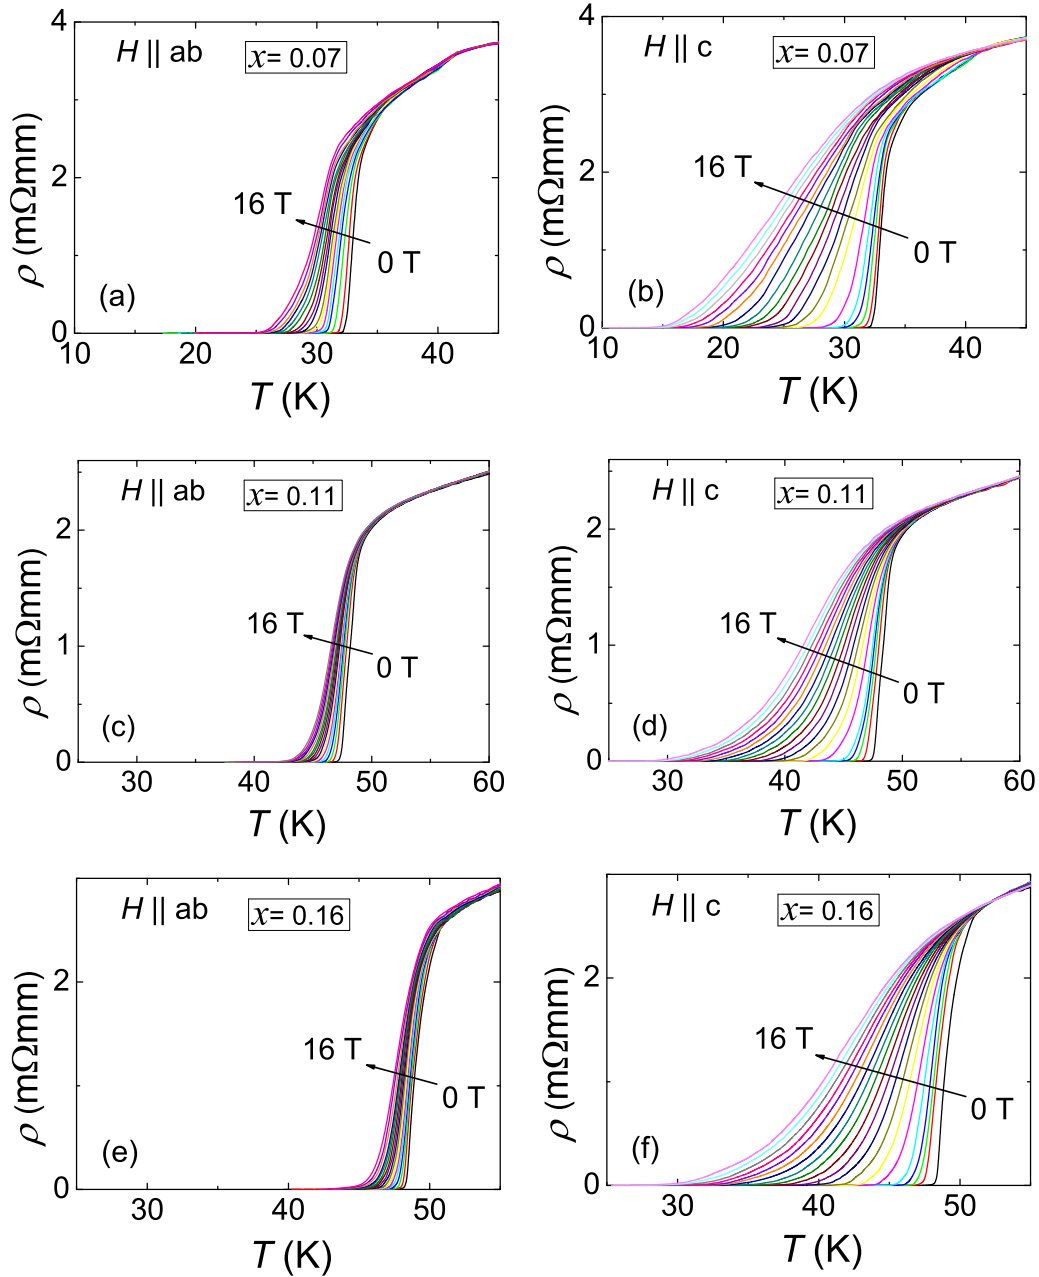 H || ab
x= 0.07
4
2
0
ρ (mΩmm)
16 T
0 T
(a)
10 20 30 40
T (K)
H || c
x= 0.07
4
2
0
ρ (mΩmm)
16 T
0 T
(b)
10 20 30 40
T (K)
H || ab
x= 0.11
2
1
0
ρ (mΩmm)
16 T
0 T
(c)
30 40 50 60
T (K)
H || c
x= 0.11
2
1
0
ρ (mΩmm)
16 T
0 T
(d)
30 40 50 60
T (K)
H || ab
x= 0.16
2
0
ρ (mΩmm)
16 T
0 T
(e)
30 40 50
T (K)
H || c
x= 0.16
2
0
ρ (mΩmm)
16 T
0 T
(f)
30 40 50
T (K)